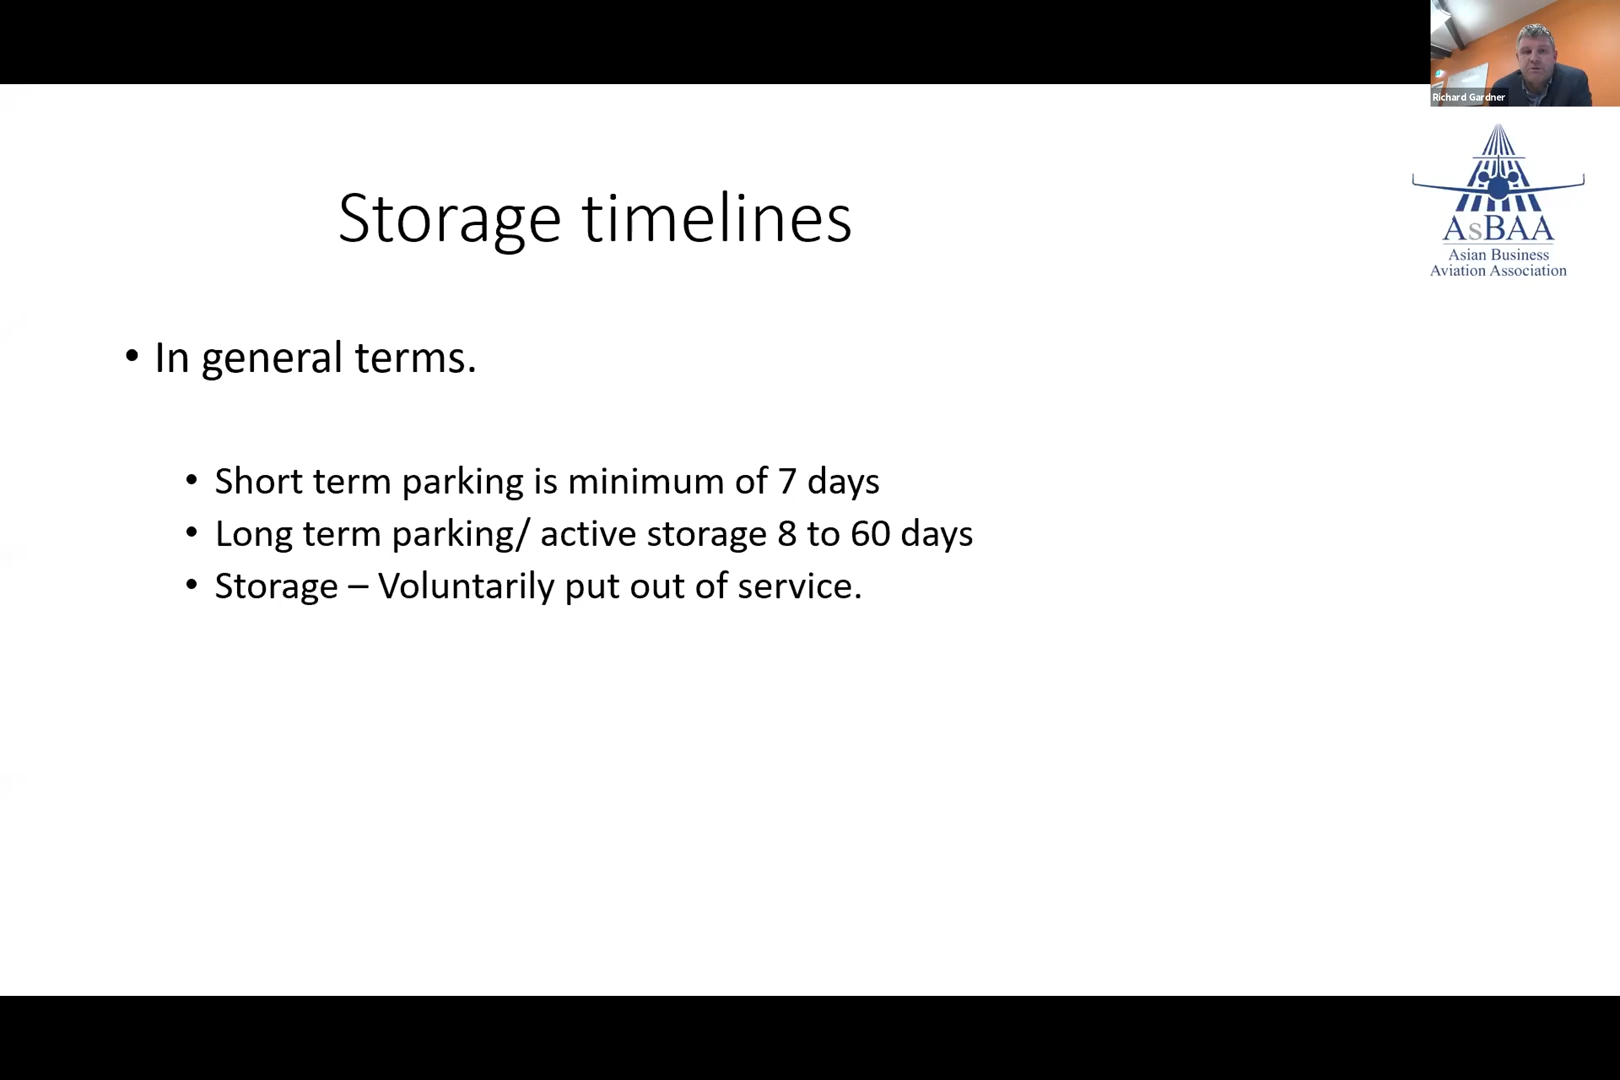 Richard Gardner
AsBAA
Asian Business
Aviation Association
Storage timelines
• In general terms.
• Short term parking is minimum of 7 days
• Long term parking/ active storage 8 to 60 days
• Storage – Voluntarily put out of service.